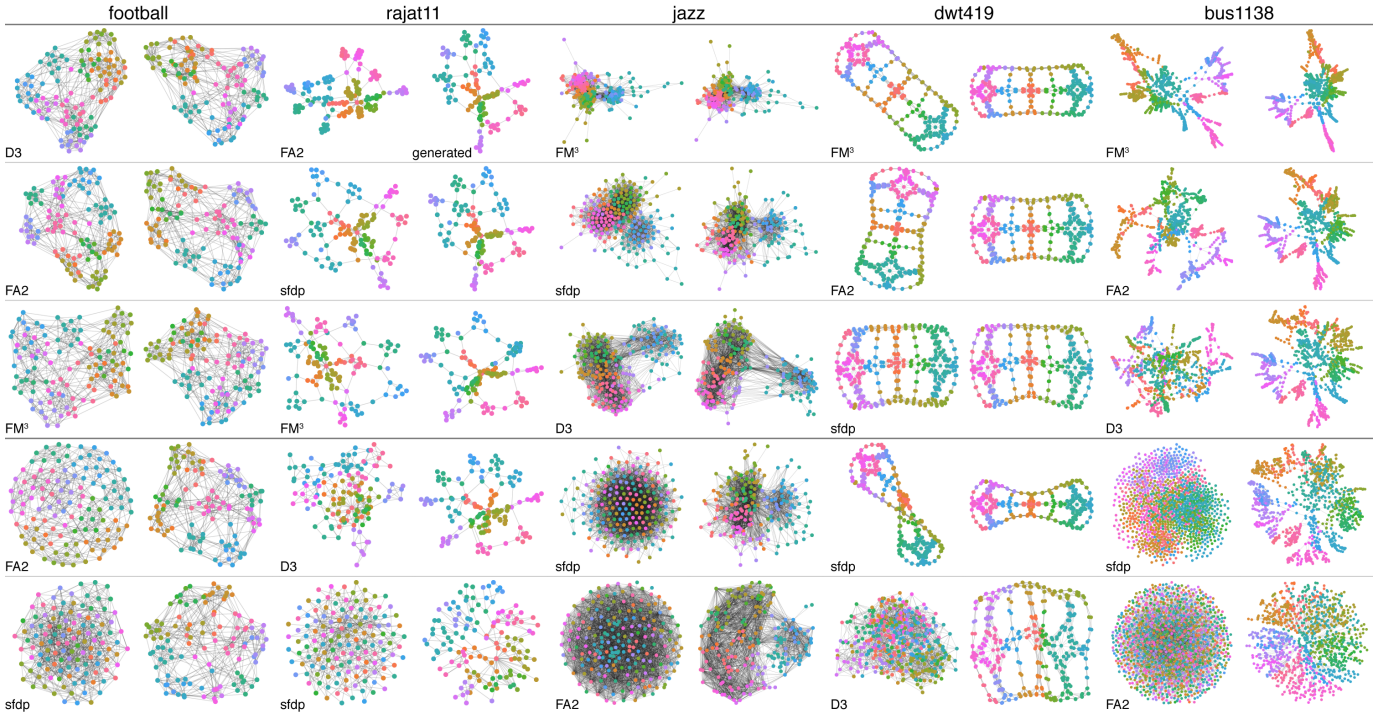 football rajat11 jazz dwt419 bus1138
D3 FA2 generated FM³ FM³ FM³
FA2 sfdp sfdp FA2 FA2
FM³ FM³ D3 sfdp D3
FA2 D3 sfdp sfdp sfdp
sfdp sfdp FA2 D3 FA2